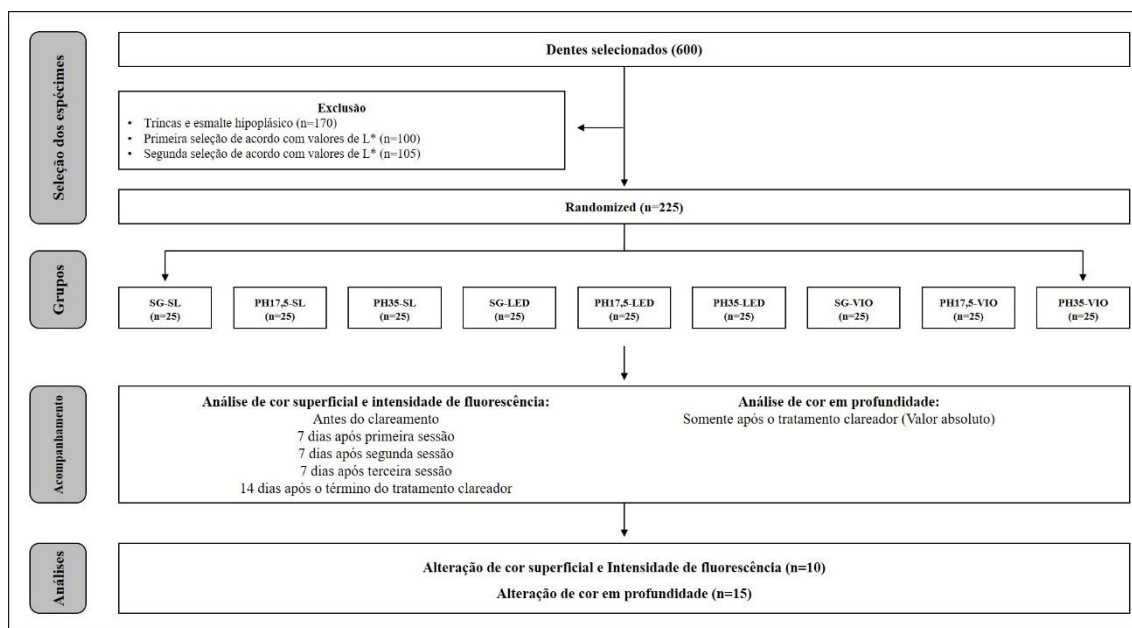 Seleção dos espécimes
Dentes selecionados (600)
Exclusão
• Trincas e esmalte hipoplásico (n=170)
• Primeira seleção de acordo com valores de L* (n=100)
• Segunda seleção de acordo com valores de L* (n=105)
Randomized (n=225)
Grupos
SG-SL
(n=25)
PH17,5-SL
(n=25)
PH35-SL
(n=25)
SG-LED
(n=25)
PH17,5-LED
(n=25)
PH35-LED
(n=25)
SG-VIO
(n=25)
PH17,5-VIO
(n=25)
PH35-VIO
(n=25)
Acompanhamento
Análise de cor superficial e intensidade de fluorescência:
Antes do clareamento
7 dias após primeira sessão
7 dias após segunda sessão
7 dias após terceira sessão
14 dias após o término do tratamento clareador
Análise de cor em profundidade:
Somente após o tratamento clareador (Valor absoluto)
Análises
Alteração de cor superficial e Intensidade de fluorescência (n=10)
Alteração de cor em profundidade (n=15)